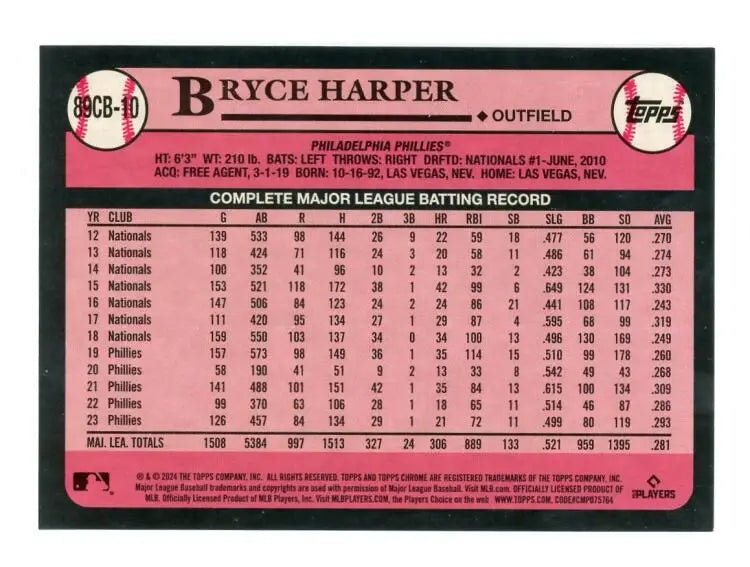 89CB-10
BRYCE HARPER
OUTFIELD
Topps
PHILADELPHIA PHILLIES®
HT: 6'3" WT: 210 lb. BATS: LEFT THROWS: RIGHT DRFTD: NATIONALS #1-JUNE, 2010
ACQ: FREE AGENT, 3-1-19 BORN: 10-16-92, LAS VEGAS, NEV. HOME: LAS VEGAS, NEV.
COMPLETE MAJOR LEAGUE BATTING RECORD
YR CLUB G AB R H 2B 3B HR RBI SB SLG BB SO AVG
12 Nationals 139 533 98 144 26 9 22 59 18 .477 56 120 .270
13 Nationals 118 424 71 116 24 3 20 58 11 .486 61 94 .274
14 Nationals 100 352 41 96 10 2 13 32 2 .423 38 104 .273
15 Nationals 153 521 118 172 38 1 42 99 6 .649 124 131 .330
16 Nationals 147 506 84 123 24 2 24 86 21 .441 108 117 .243
17 Nationals 111 420 95 134 27 1 29 87 4 .595 68 99 .319
18 Nationals 159 550 103 137 34 0 34 100 13 .496 130 169 .249
19 Phillies 157 573 98 149 36 1 35 114 15 .510 99 178 .260
20 Phillies 58 190 41 51 9 2 13 33 8 .542 49 43 .268
21 Phillies 141 488 101 151 42 1 35 84 13 .615 100 134 .309
22 Phillies 99 370 63 106 28 1 18 65 11 .514 46 87 .286
23 Phillies 126 457 84 134 29 1 21 72 11 .499 80 119 .293
MAJ. LEA. TOTALS 1508 5384 997 1513 327 24 306 889 133 .521 959 1395 .281
® & © 2024 THE TOPPS COMPANY, INC. ALL RIGHTS RESERVED. TOPPS AND TOPPS CHROME ARE REGISTERED TRADEMARKS OF THE TOPPS COMPANY, INC.
Major League Baseball trademarks and copyrights are used with permission of Major League Baseball. Visit MLB.com. OFFICIALLY LICENSED PRODUCT OF
MLB. Officially Licensed Product of MLB Players, Inc. Visit MLBPLAYERS.COM, the Players Choice on the web WWW.TOPPS.COM. CODE#CMP075764
MLB PLAYERS